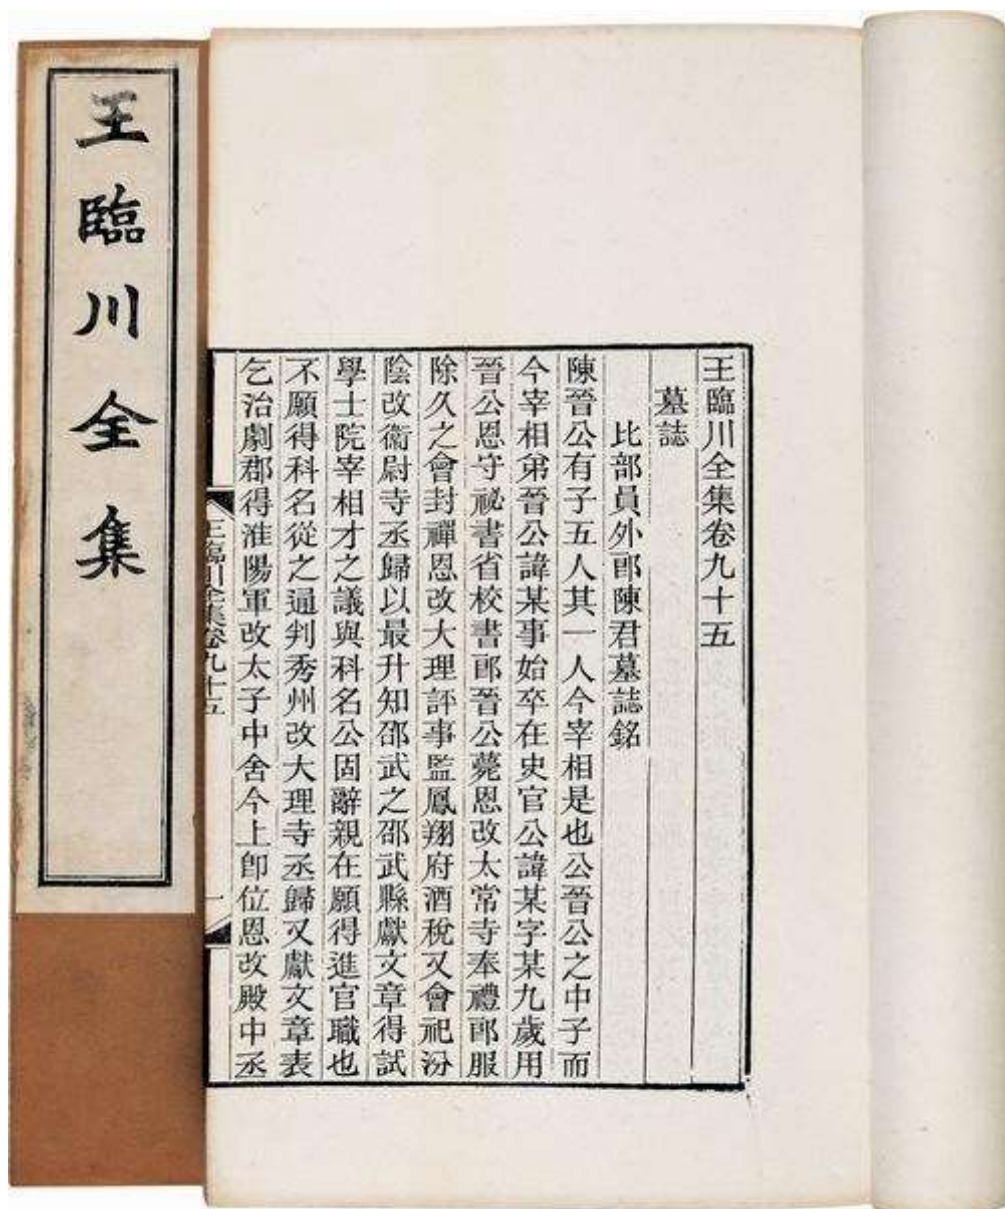 王臨川全集卷九十五
墓誌
比部員外郎陳君墓誌銘
陳晉公有子五人其一人今宰相是也公晉公之中子而
今宰相弟晉公諱某事始卒在史官公諱某字某九歲用
晉公恩守祕書省校書郎晉公薨恩改太常寺奉禮郎服
除久之會封禪恩改大理評事監鳳翔府酒稅又會祀汾
陰改衛尉寺丞歸以最升知邵武之邵武縣獻文章得試
學士院宰相才之議與科名公固辭親在願得進官職也
不願得科名從之通判秀州改大理寺丞歸又獻文章表
乞治劇郡得淮陽軍改太子中舍今上卽位恩改殿中丞
王臨川全集卷九十五 一
王臨川全集